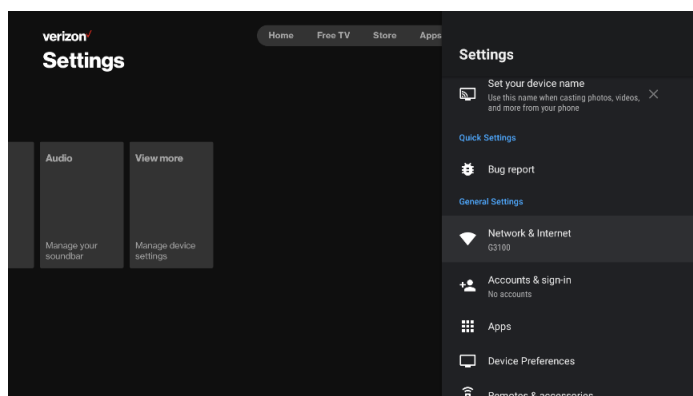 verizon
Settings
Home Free TV Store Apps
Audio
Manage your
soundbar
View more
Manage device
settings
Settings
Set your device name
Use this name when casting photos, videos,
and more from your phone
Quick Settings
Bug report
General Settings
Network & Internet
G3100
Accounts & sign-in
No accounts
Apps
Device Preferences
Remotes & accessories